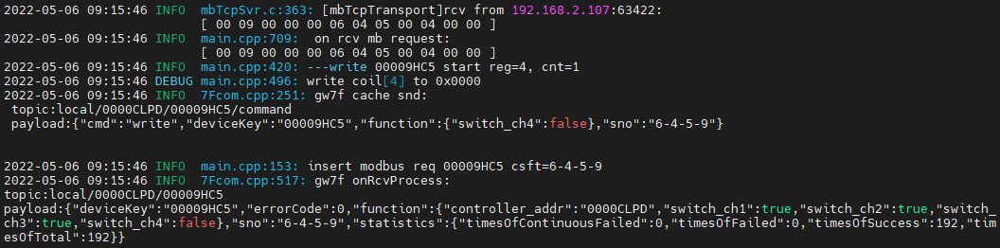 2022-05-06 09:15:46 INFO  mbTcpSvr.c:363: [mbTcpTransport]rcv from 192.168.2.107:63422:
[ 00 09 00 00 00 06 04 05 00 04 00 00 ]
2022-05-06 09:15:46 INFO  main.cpp:709:  on rcv mb request:
[ 00 09 00 00 00 06 04 05 00 04 00 00 ]
2022-05-06 09:15:46 INFO  main.cpp:420: ---write 00009HC5 start reg=4, cnt=1
2022-05-06 09:15:46 DEBUG main.cpp:496: write coil[4] to 0x0000
2022-05-06 09:15:46 INFO  7Fcom.cpp:251: gw7f cache snd:
topic:local/0000CLPD/00009HC5/command
payload:{"cmd":"write","deviceKey":"00009HC5","function":{"switch_ch4":false},"sno":"6-4-5-9"}
2022-05-06 09:15:46 INFO  main.cpp:153: insert modbus req 00009HC5 csft=6-4-5-9
2022-05-06 09:15:46 INFO  7Fcom.cpp:517: gw7f onRcvProcess:
topic:local/0000CLPD/00009HC5
payload:{"deviceKey":"00009HC5","errorCode":0,"function":{"controller_addr":"0000CLPD","switch_ch1":true,"switch_ch2":true,"switch_
ch3":true,"switch_ch4":false},"sno":"6-4-5-9","statistics":{"timesOfContinuousFailed":0,"timesOfFailed":0,"timesOfSuccess":192,"tim
esOfTotal":192}}